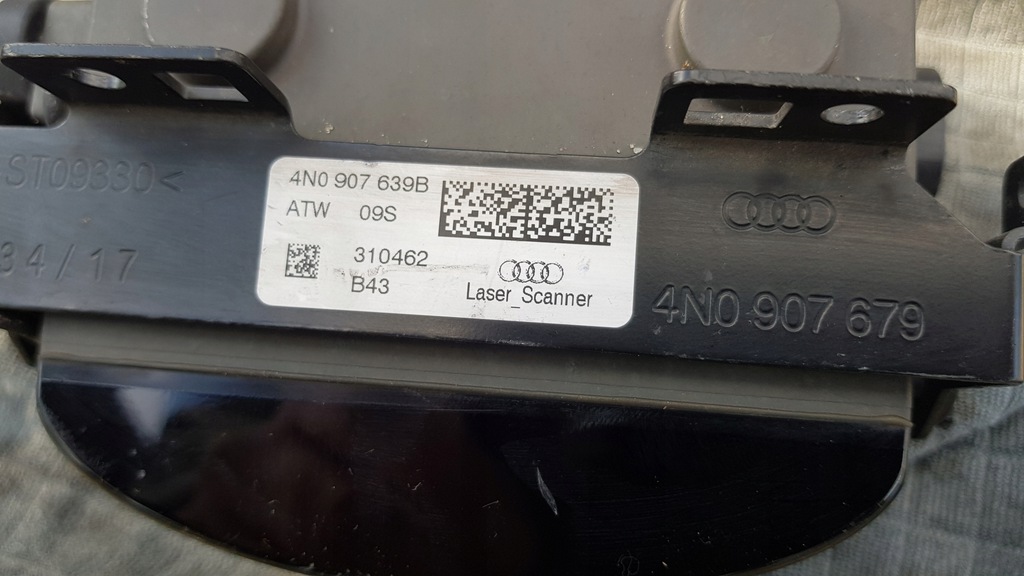 ST09330<
34/17
4N0 907 639B
ATW 09S
310462
B43
Laser_Scanner
4N0 907 679